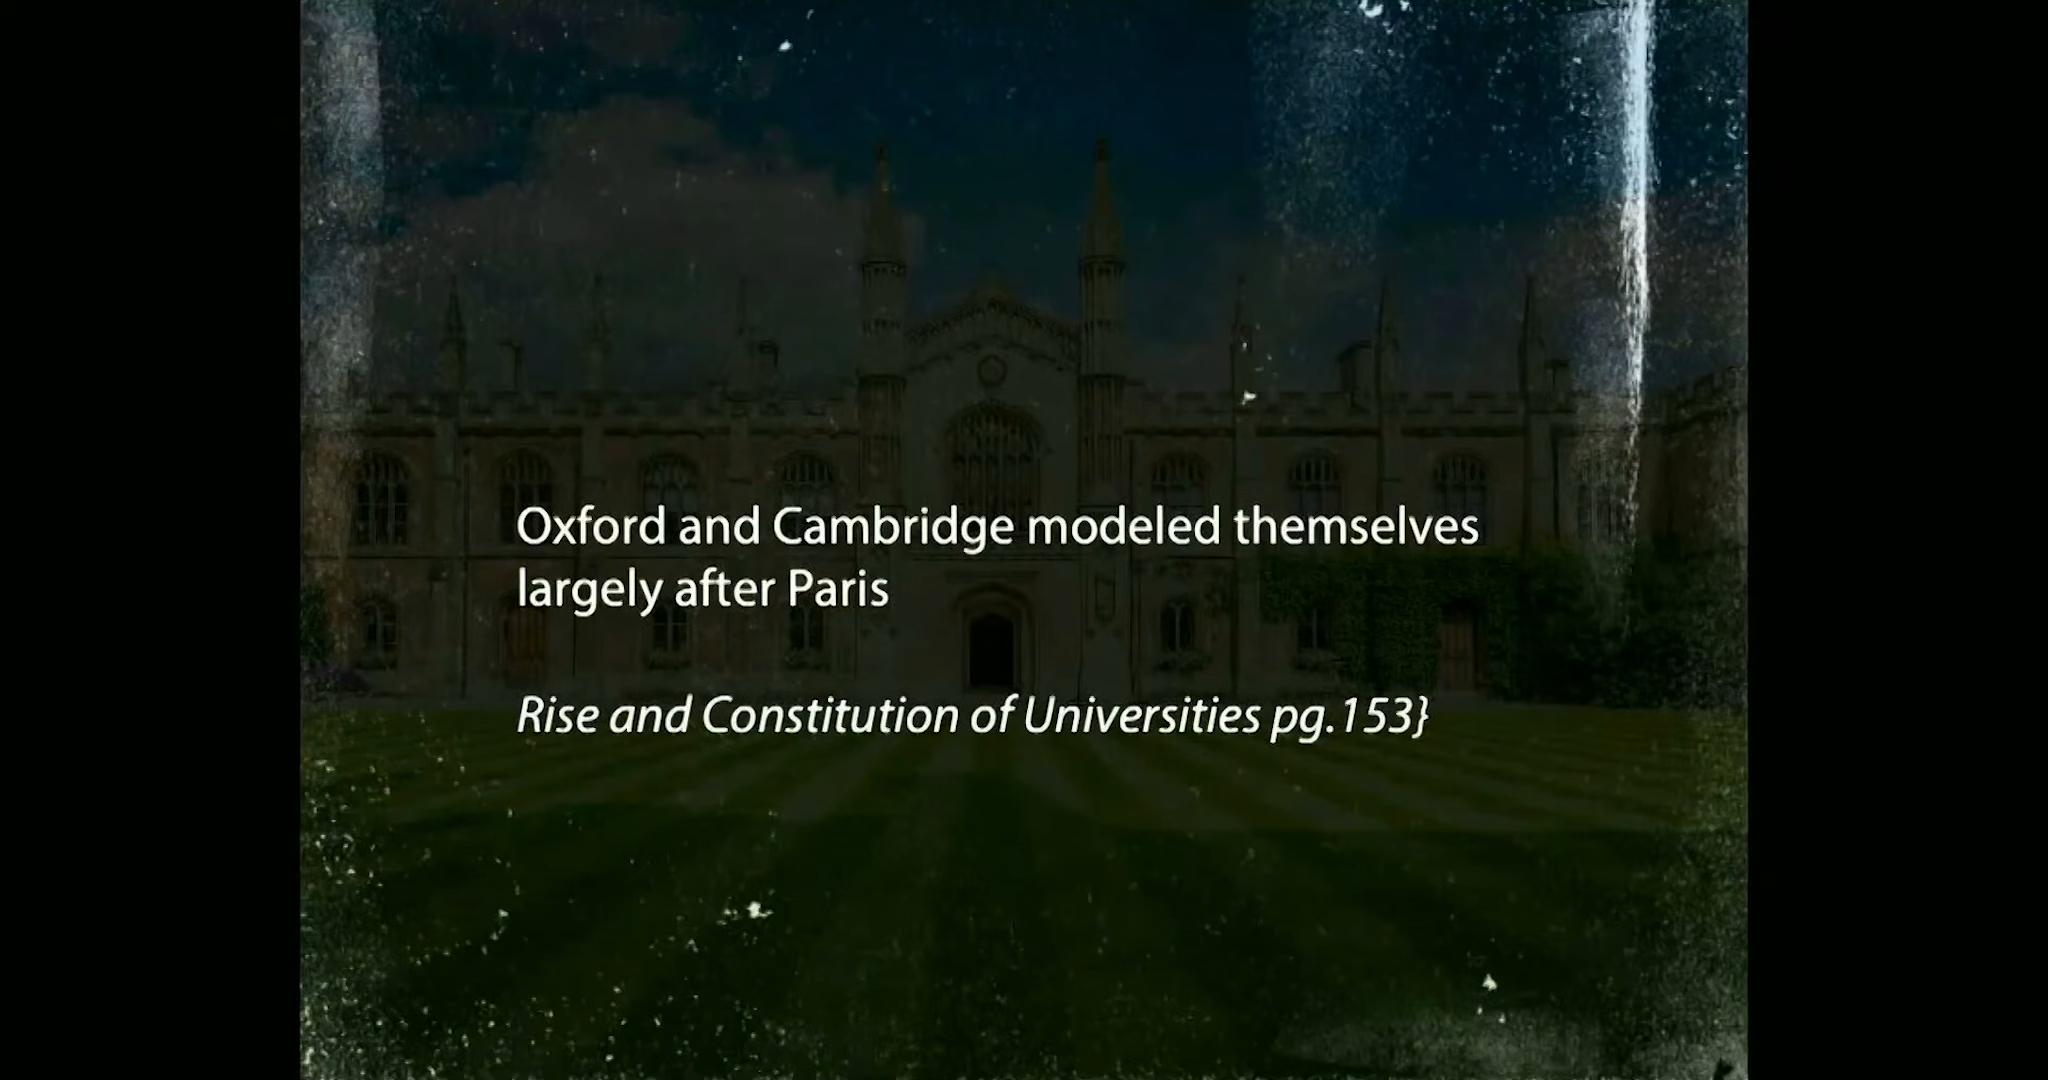 Oxford and Cambridge modeled themselves
largely after Paris
Rise and Constitution of Universities pg.153}